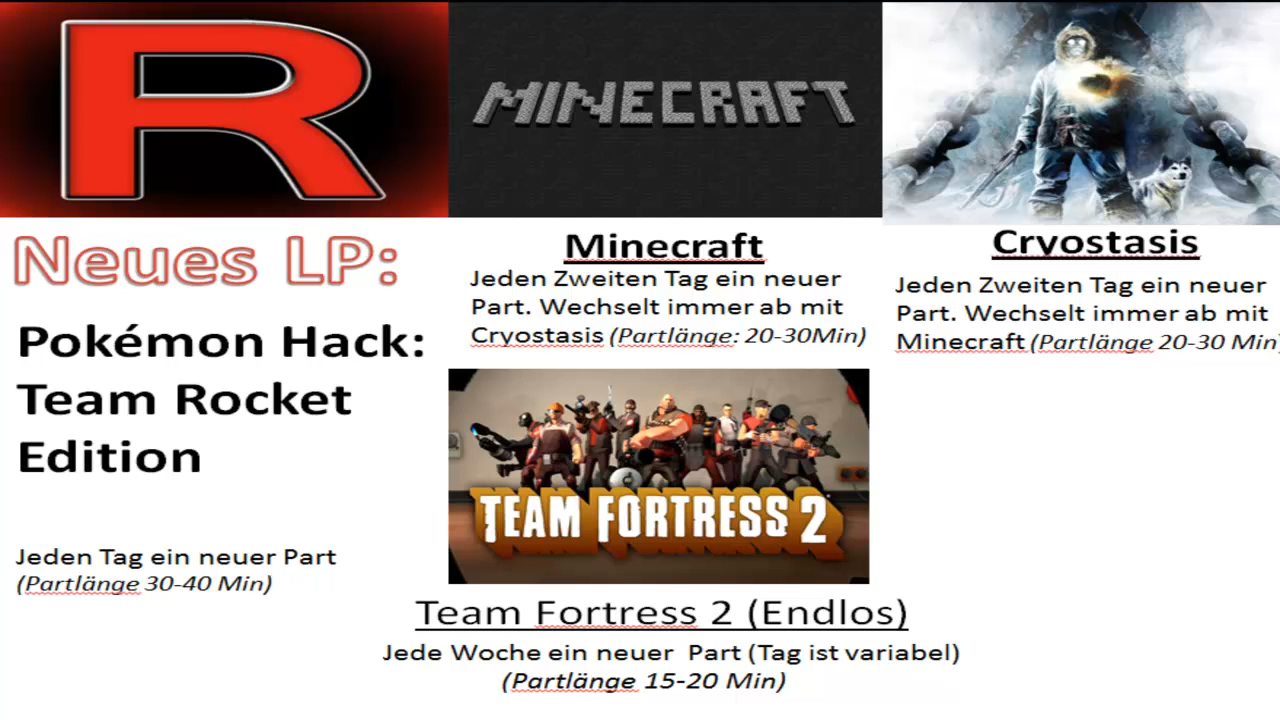 R
Neues LP:
Pokémon Hack:
Team Rocket
Edition
Jeden Tag ein neuer Part
(Partlänge 30-40 Min)
MINECRAFT
Minecraft
Jeden Zweiten Tag ein neuer
Part. Wechselt immer ab mit
Cryostasis (Partlänge: 20-30Min)
Cryostasis
Jeden Zweiten Tag ein neuer
Part. Wechselt immer ab mit
Minecraft (Partlänge 20-30 Min)
TEAM FORTRESS 2
Team Fortress 2 (Endlos)
Jede Woche ein neuer  Part (Tag ist variabel)
(Partlänge 15-20 Min)